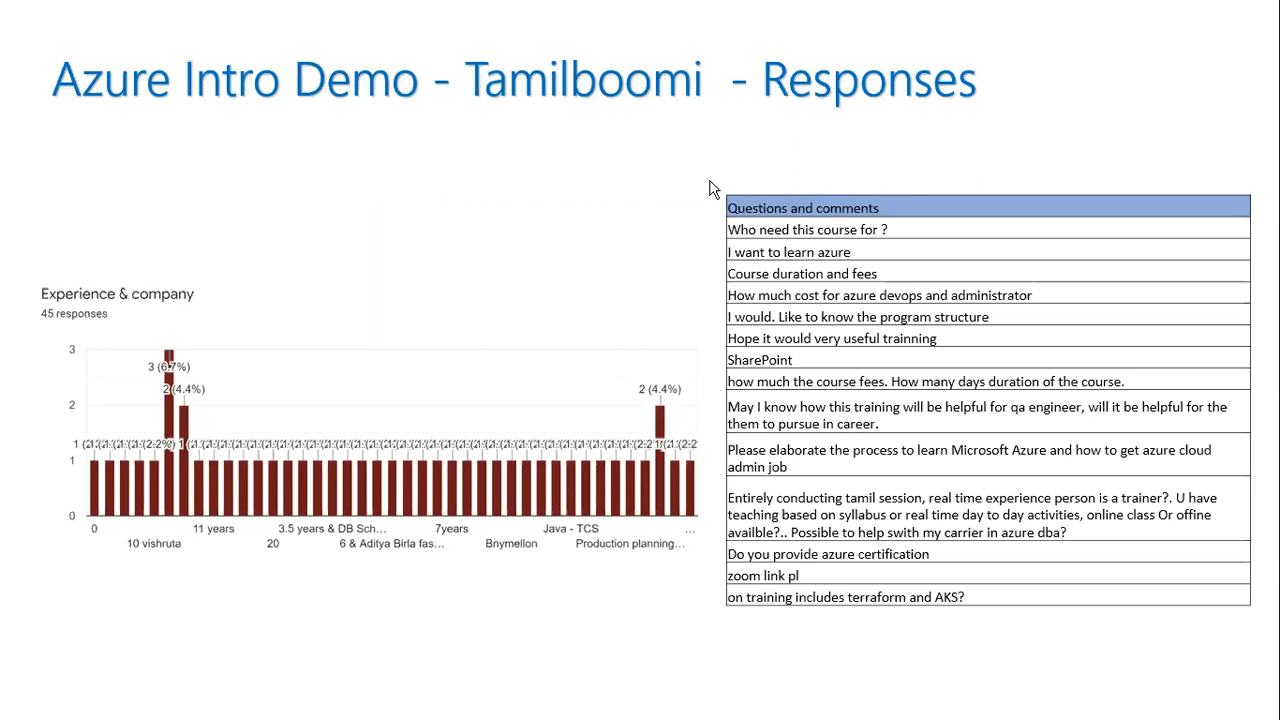 Azure Intro Demo - Tamilboomi - Responses
Experience & company
45 responses
3
3 (6.7%)
2 (4.4%)
2 (4.4%)
2
1
0
0
11 years
3.5 years & DB Sch...
7years
Java - TCS
...
10 vishruta
20
6 & Aditya Birla fas...
Bnymellon
Production planning...
Questions and comments
Who need this course for ?
I want to learn azure
Course duration and fees
How much cost for azure devops and administrator
I would. Like to know the program structure
Hope it would very useful trainning
SharePoint
how much the course fees. How many days duration of the course.
May I know how this training will be helpful for qa engineer, will it be helpful for the
them to pursue in career.
Please elaborate the process to learn Microsoft Azure and how to get azure cloud
admin job
Entirely conducting tamil session, real time experience person is a trainer?. U have
teaching based on syllabus or real time day to day activities, online class Or offine
availble?.. Possible to help swith my carrier in azure dba?
Do you provide azure certification
zoom link pl
on training includes terraform and AKS?